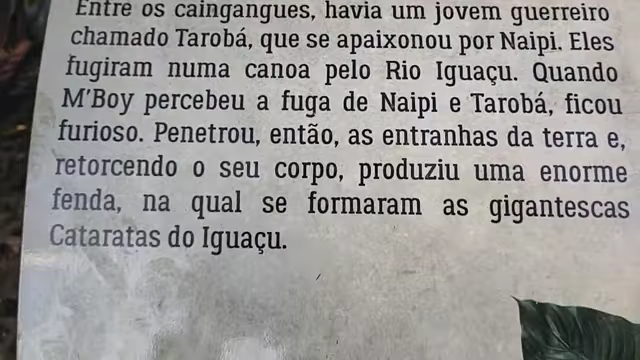 Entre os caingangues, havia um jovem guerreiro
chamado Tarobá, que se apaixonou por Naipi. Eles
fugiram numa canoa pelo Rio Iguaçu. Quando
M'Boy percebeu a fuga de Naipi e Tarobá, ficou
furioso. Penetrou, então, as entranhas da terra e,
retorcendo o seu corpo, produziu uma enorme
fenda, na qual se formaram as gigantescas
Cataratas do Iguaçu.